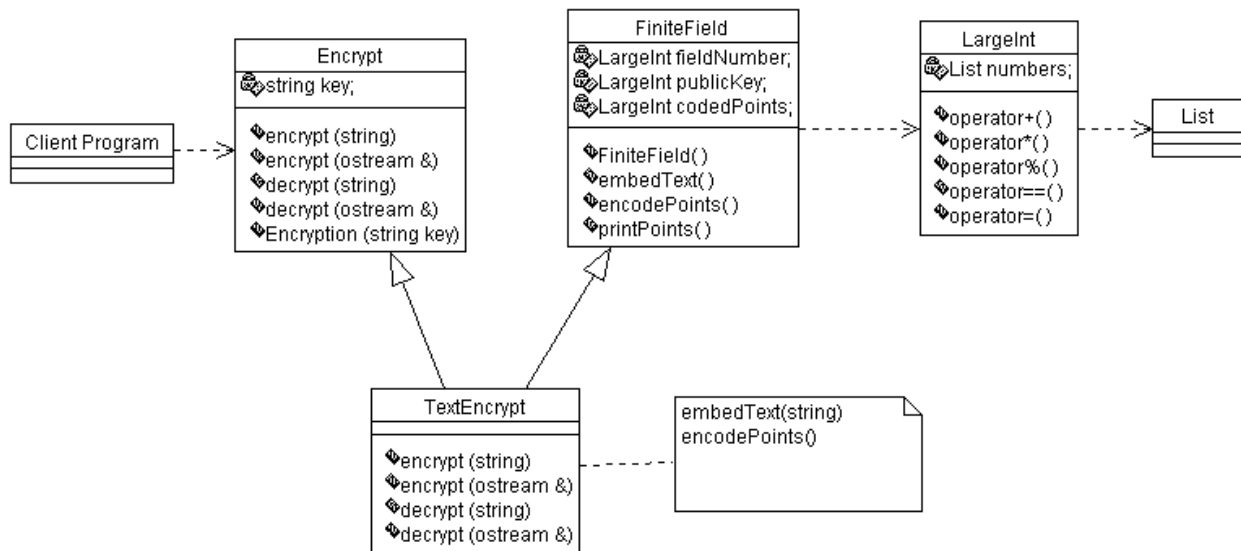 Client Program
Encrypt
string key;
encrypt (string)
encrypt (ostream &)
decrypt (string)
decrypt (ostream &)
Encryption (string key)
FiniteField
LargeInt fieldNumber;
LargeInt publicKey;
LargeInt codedPoints;
FiniteField()
embedText()
encodePoints()
printPoints()
LargeInt
List numbers;
operator+()
operator*()
operator%()
operator==()
operator=()
List
TextEncrypt
encrypt (string)
encrypt (ostream &)
decrypt (string)
decrypt (ostream &)
embedText(string)
encodePoints()